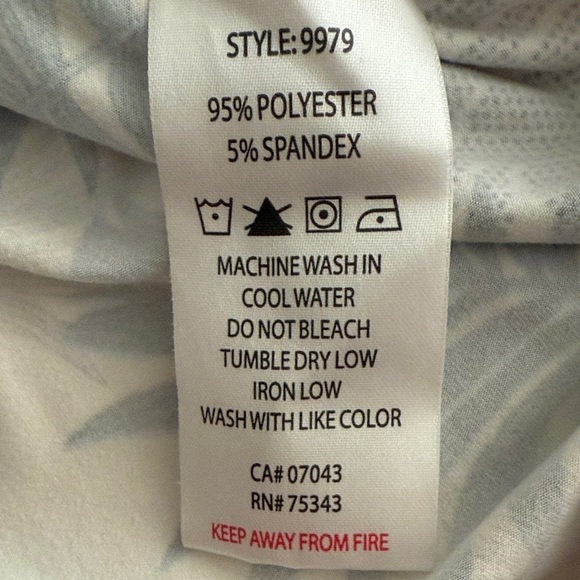 STYLE: 9979
95% POLYESTER
5% SPANDEX
MACHINE WASH IN
COOL WATER
DO NOT BLEACH
TUMBLE DRY LOW
IRON LOW
WASH WITH LIKE COLOR
CA# 07043
RN# 75343
KEEP AWAY FROM FIRE